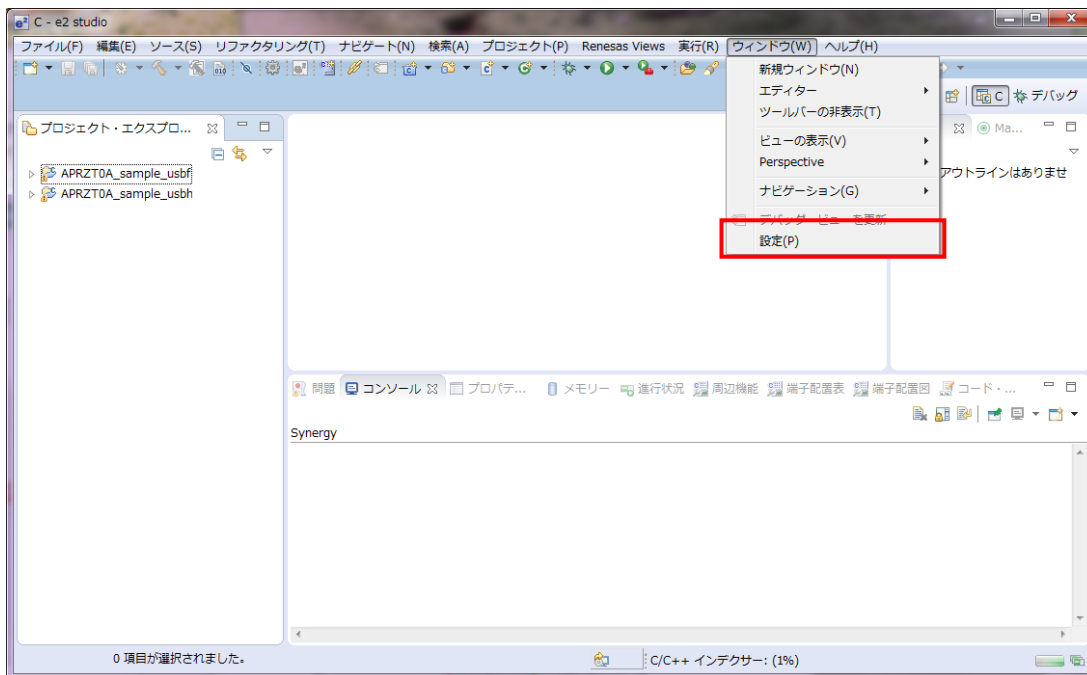 C - e2 studio
ファイル(F) 編集(E) ソース(S) リファクタリング(T) ナビゲート(N) 検索(A) プロジェクト(P) Renesas Views 実行(R) ウィンドウ(W) ヘルプ(H)
新規ウィンドウ(N)
エディター
ツールバーの非表示(T)
ビューの表示(V)
Perspective
ナビゲーション(G)
デバッグ・ビューを更新
設定(P)
C デバッグ
プロジェクト・エクスプロ...
APRZT0A_sample_usbf
APRZT0A_sample_usbh
Ma...
アウトラインはありませ
問題 コンソール プロパテ... メモリー 進行状況 周辺機能 端子配置表 端子配置図 コード・...
Synergy
0 項目が選択されました。
C/C++ インデクサー: (1%)